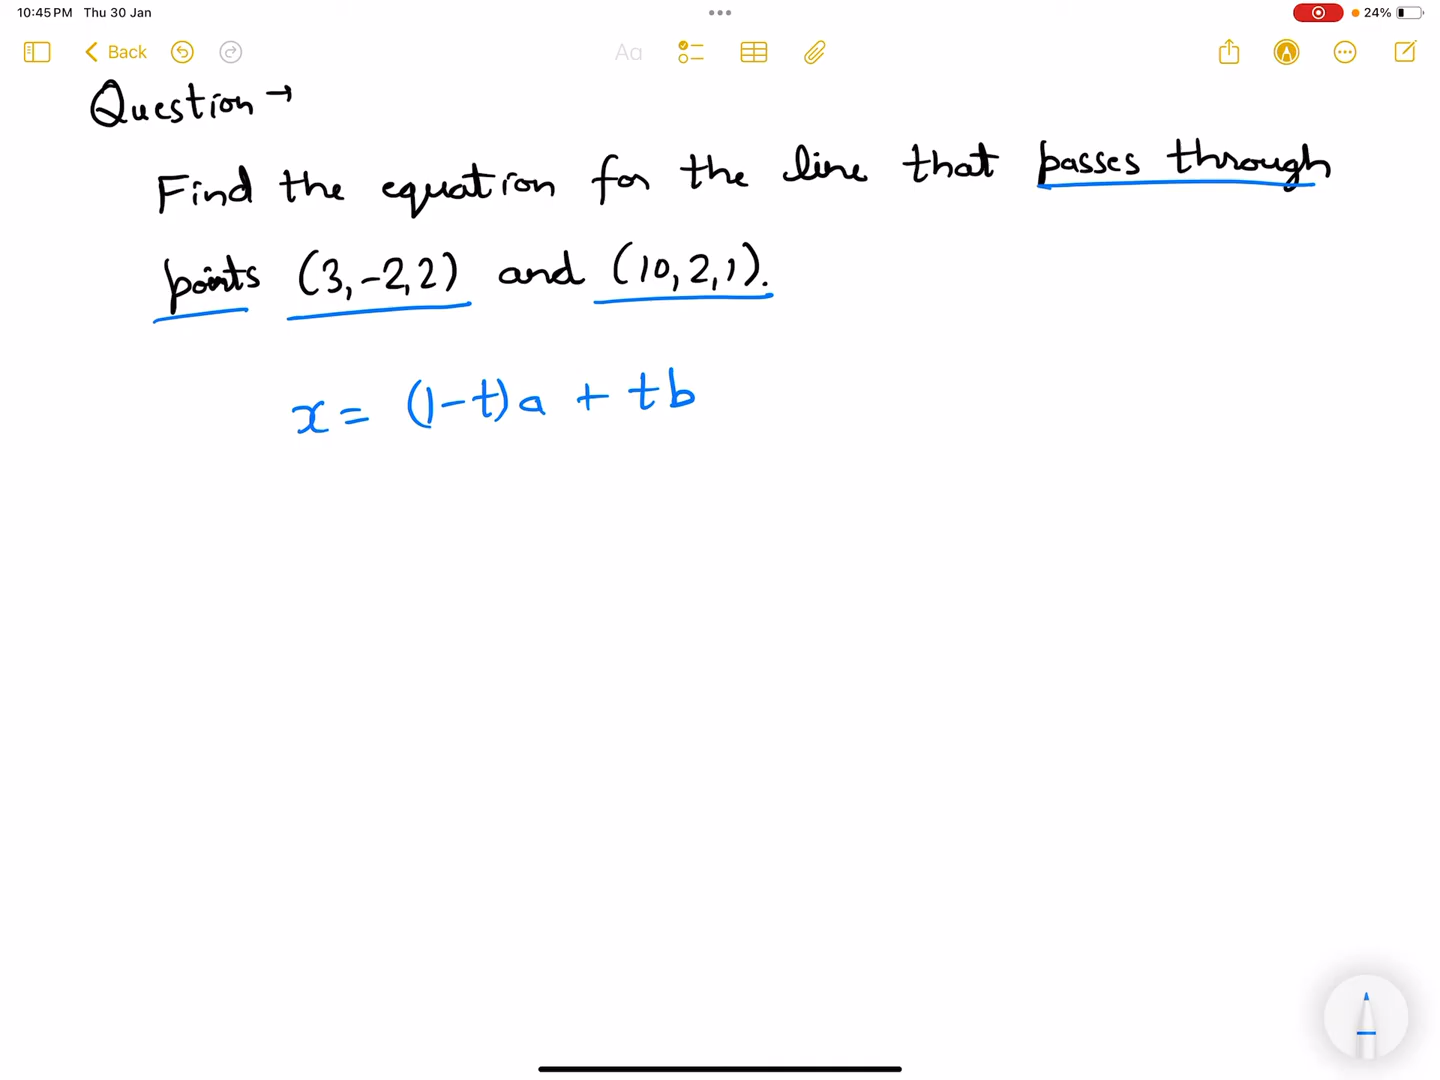 10:45 PM Thu 30 Jan
24%
Back
Aa
Question →
Find the equation for the line that passes through
points (3,-2,2) and (10,2,1).
x = (1-t)a + tb